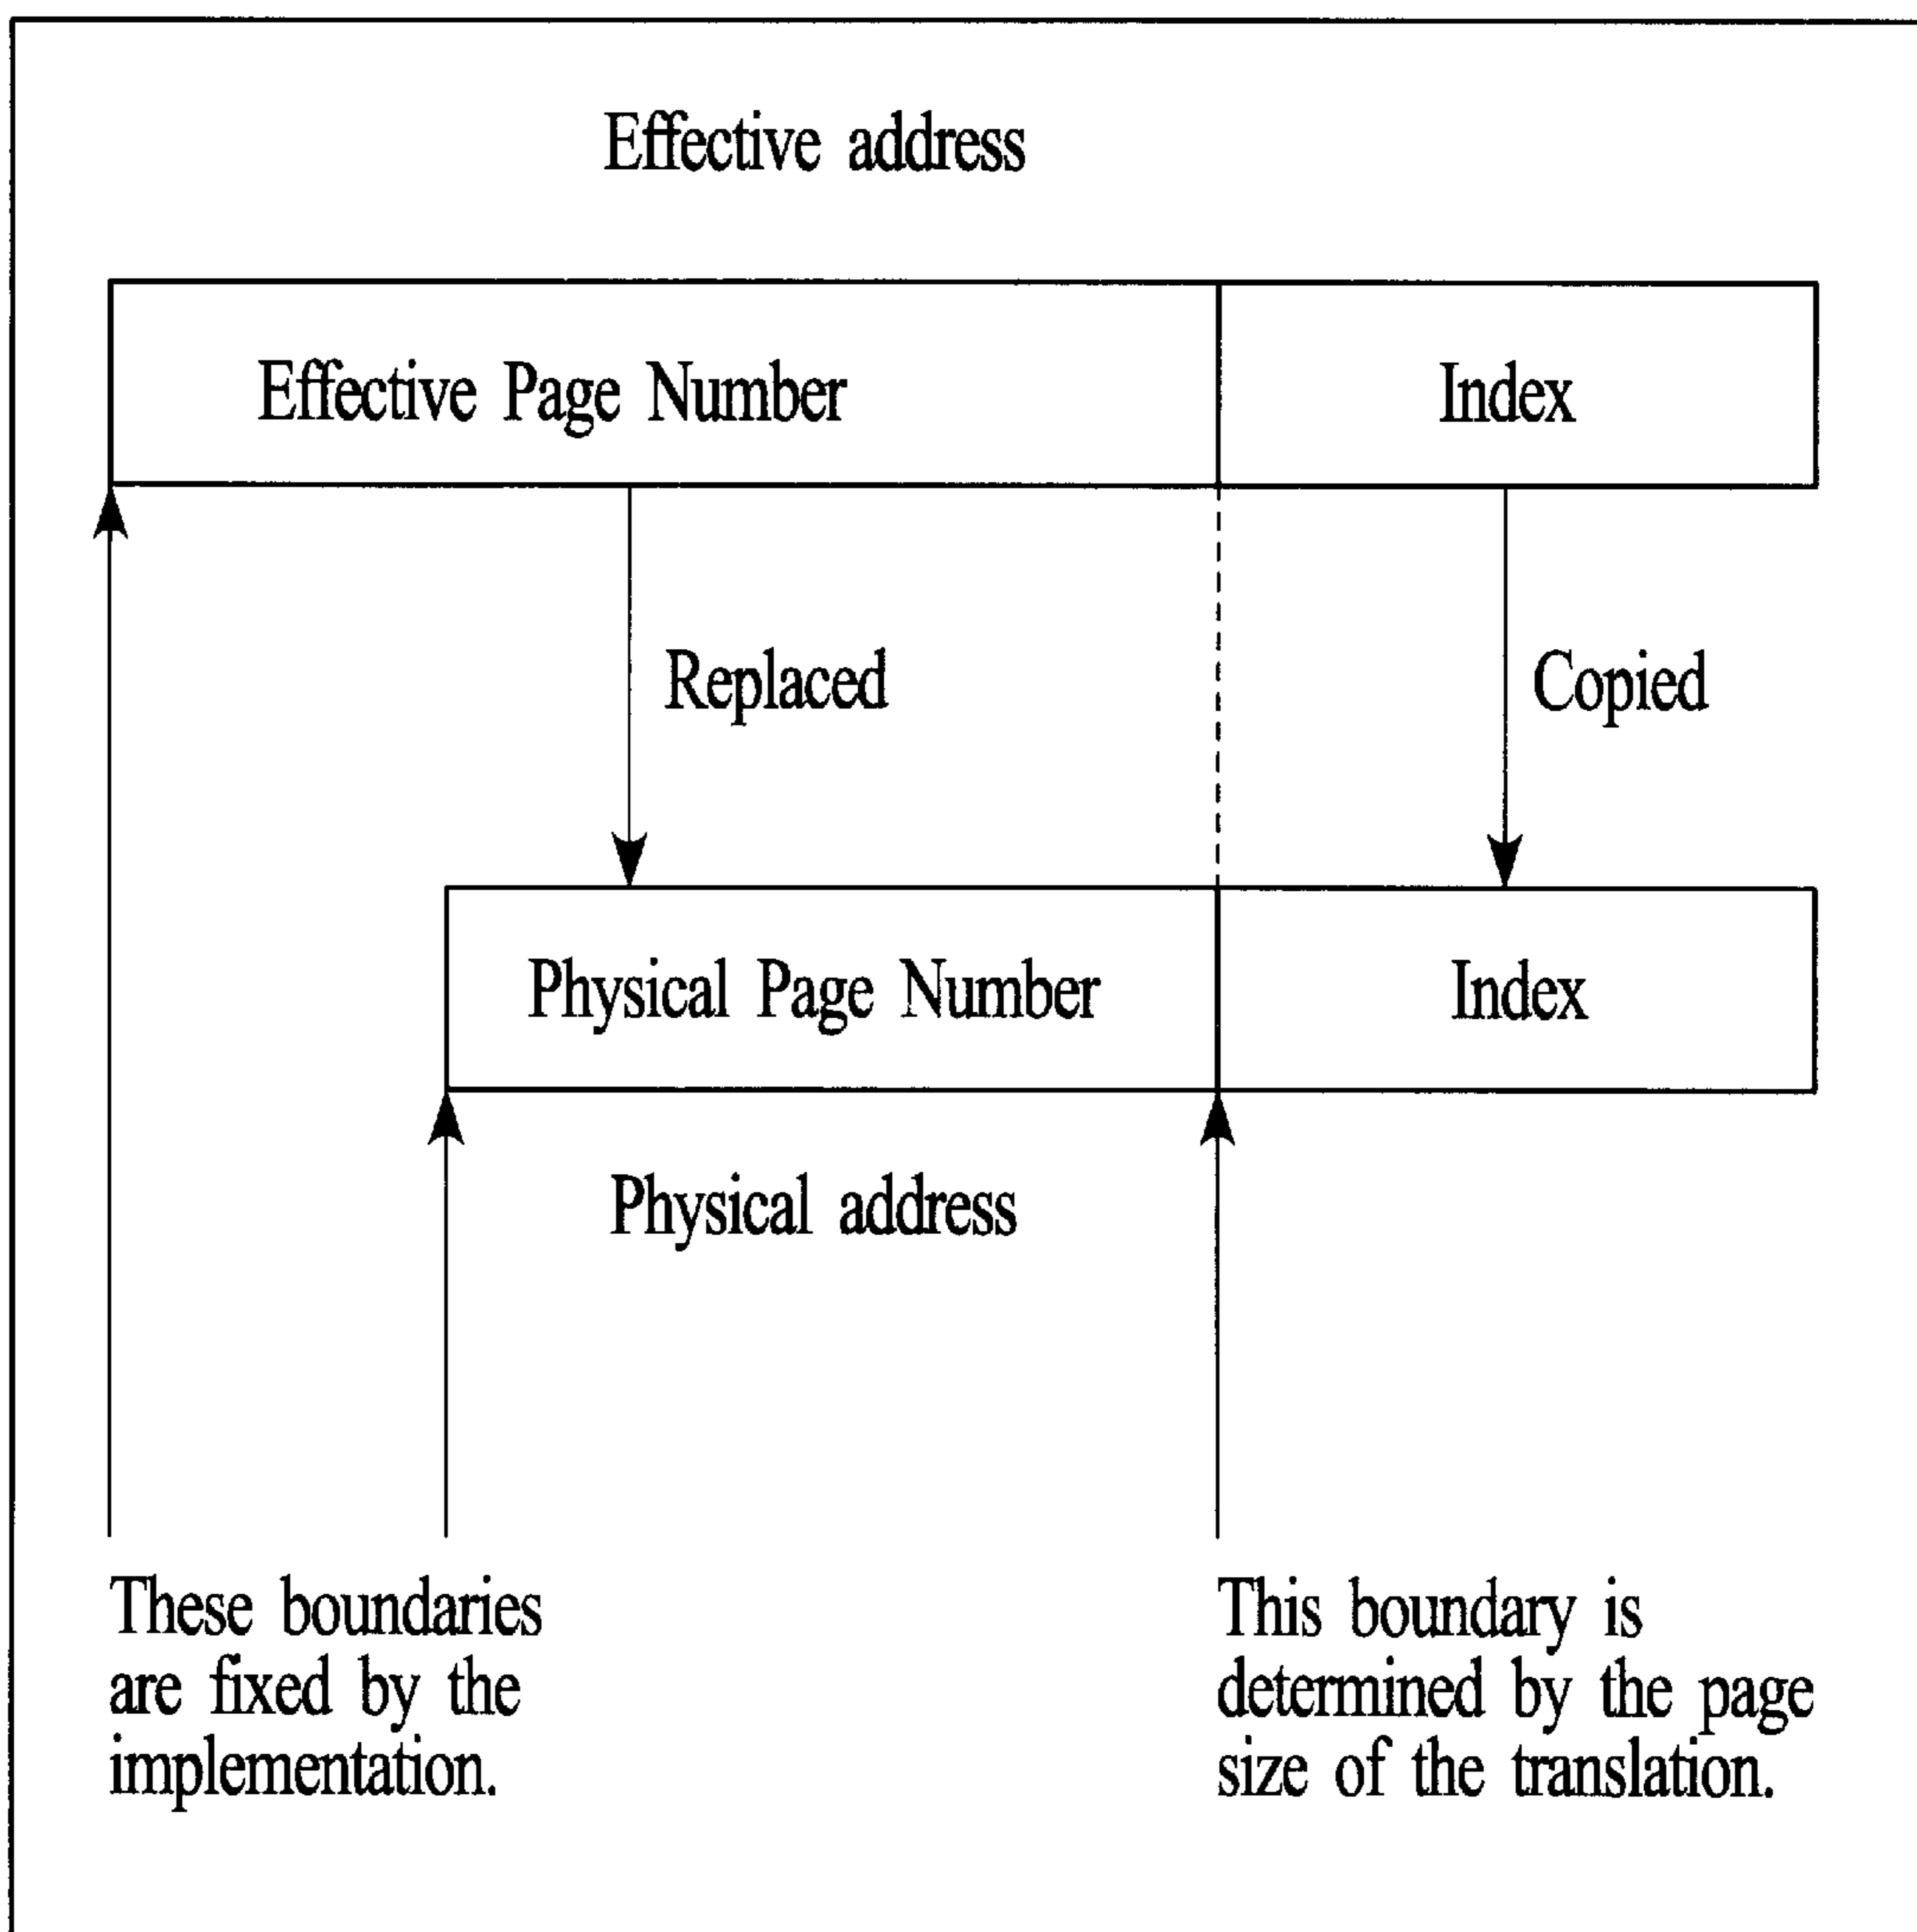 Effective address
Effective Page Number
Index
Replaced
Copied
Physical Page Number
Index
Physical address
These boundaries
are fixed by the
implementation.
This boundary is
determined by the page
size of the translation.